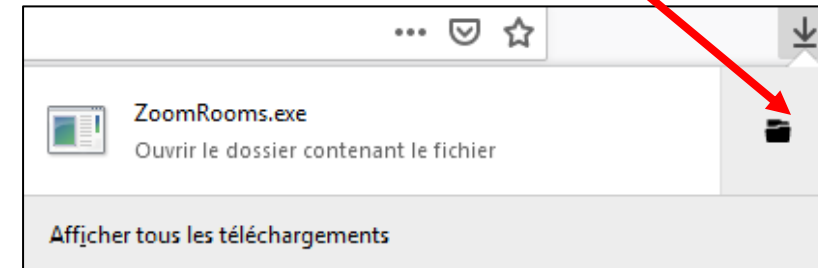 ZoomRooms.exe
Ouvrir le dossier contenant le fichier
Afficher tous les téléchargements